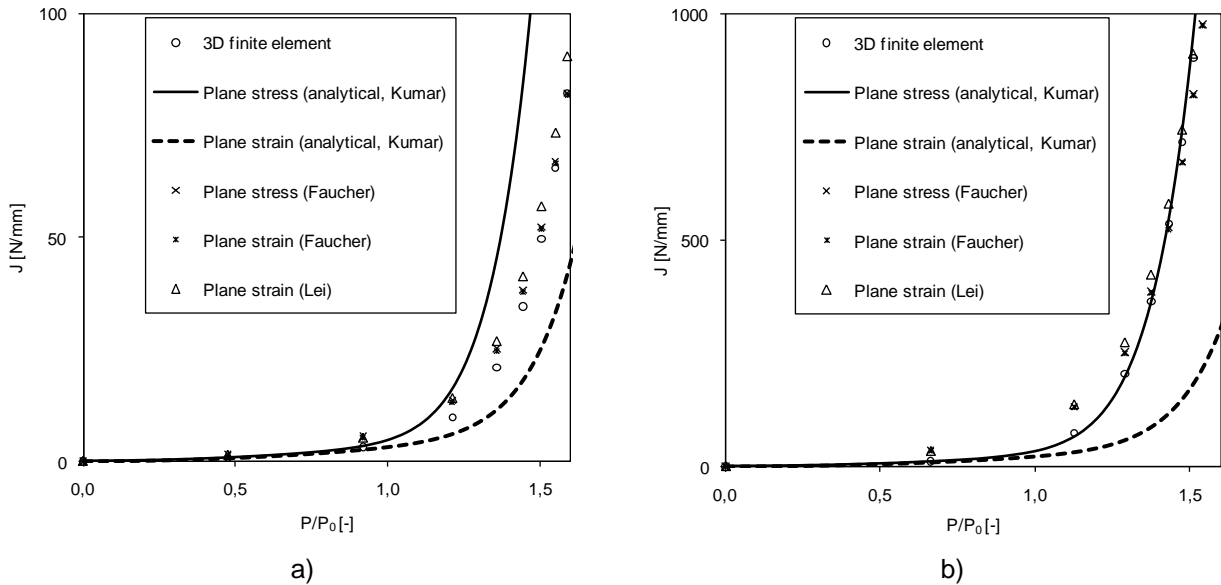 100
50
0
J [N/mm]
3D finite element
Plane stress (analytical, Kumar)
Plane strain (analytical, Kumar)
Plane stress (Faucher)
Plane strain (Faucher)
Plane strain (Lei)
0,0
0,5
1,0
1,5
P/P₀ [-]
a)
1000
500
0
J [N/mm]
3D finite element
Plane stress (analytical, Kumar)
Plane strain (analytical, Kumar)
Plane stress (Faucher)
Plane strain (Faucher)
Plane strain (Lei)
0,0
0,5
1,0
1,5
P/P₀ [-]
b)